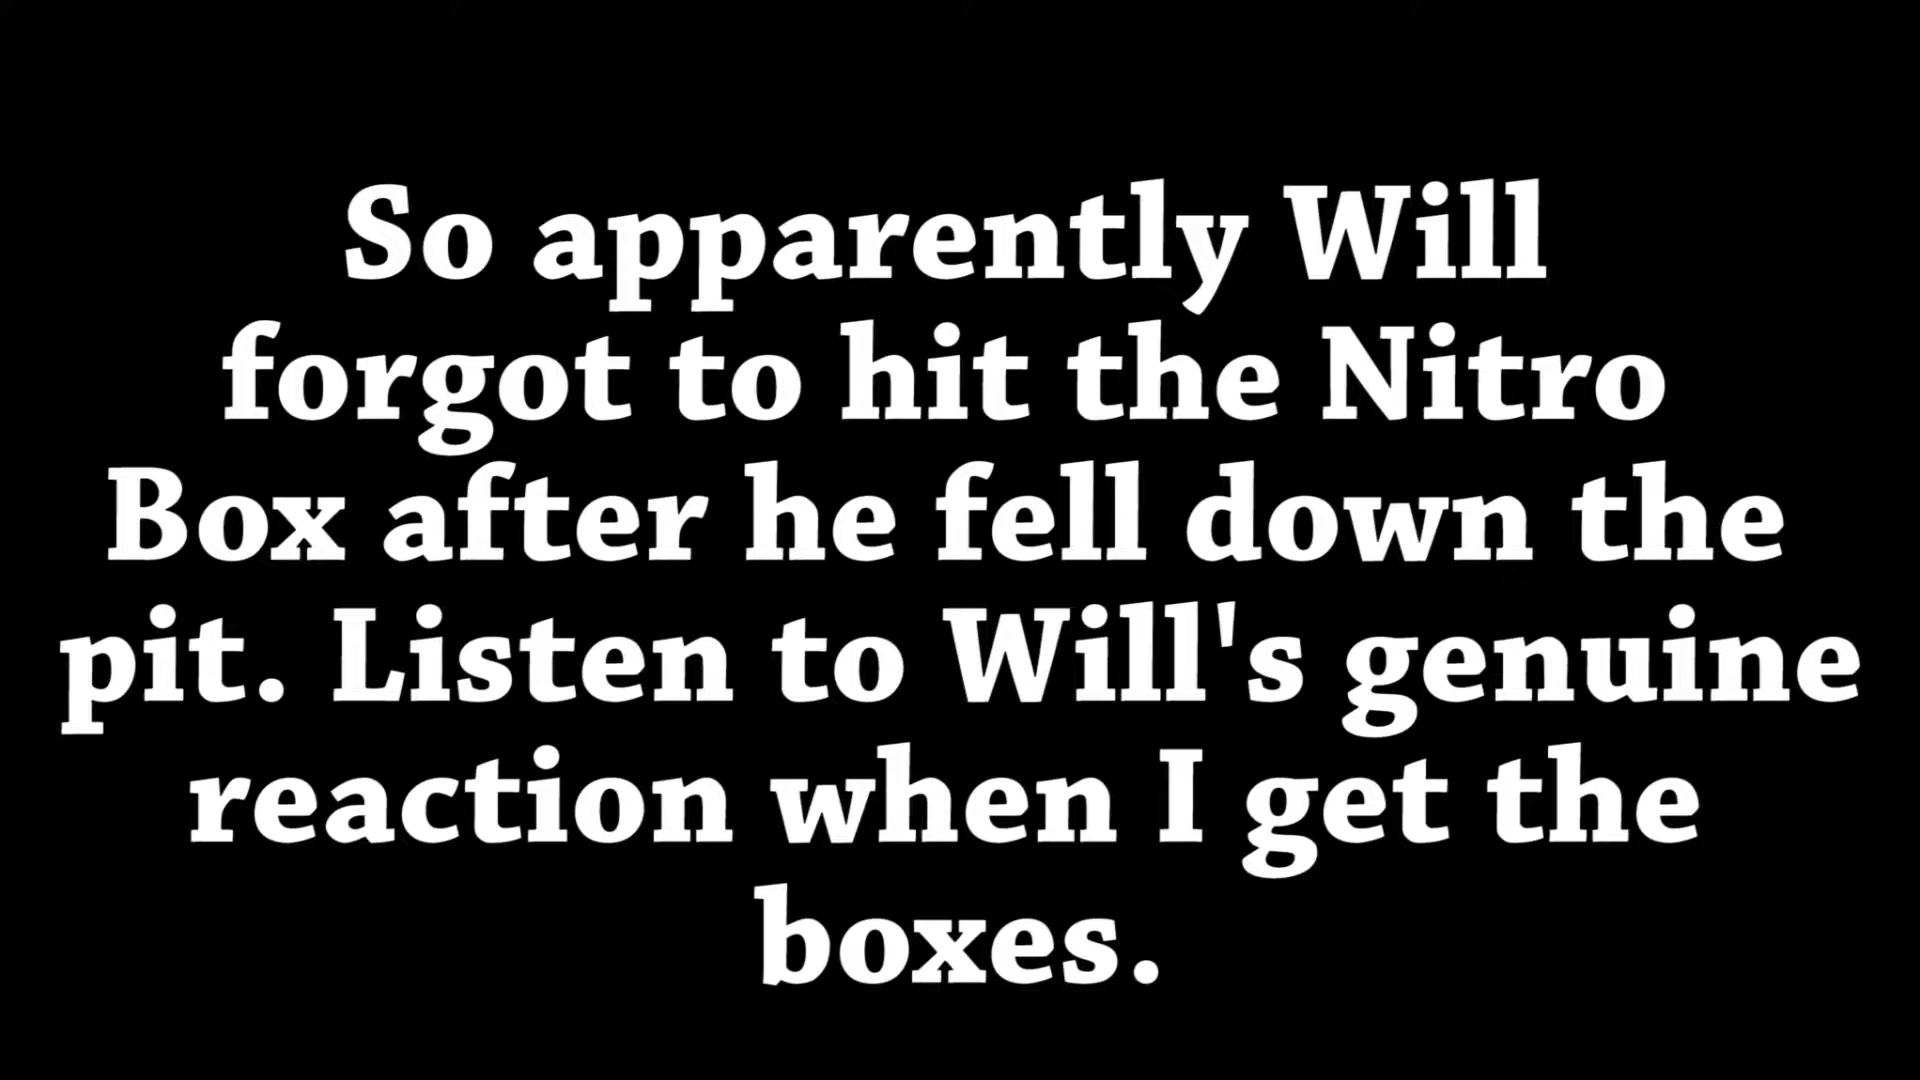 So apparently Will
forgot to hit the Nitro
Box after he fell down the
pit. Listen to Will's genuine
reaction when I get the
boxes.